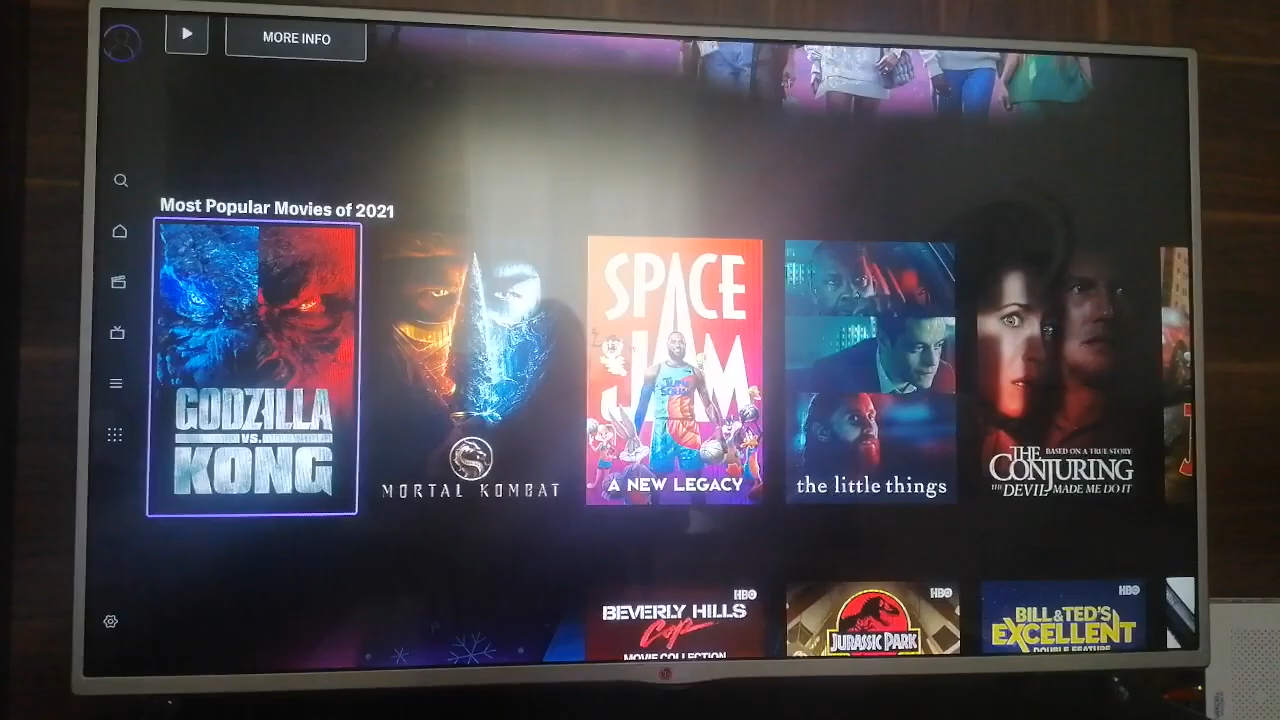 MORE INFO
Most Popular Movies of 2021
GODZILLA
VS.
KONG
MORTAL KOMBAT
SPACE
JAM
TUNE
SQUAD
A NEW LEGACY
the little things
THE
BASED ON A TRUE STORY
CONJURING
THE DEVIL MADE ME DO IT
HBO
BEVERLY HILLS
Cop
MOVIE COLLECTION
HBO
JURASSIC PARK
HBO
BILL & TED'S
EXCELLENT
DOUBLE FEATURE